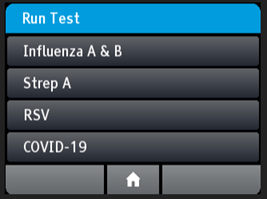 Run Test
Influenza A & B
Strep A
RSV
COVID-19